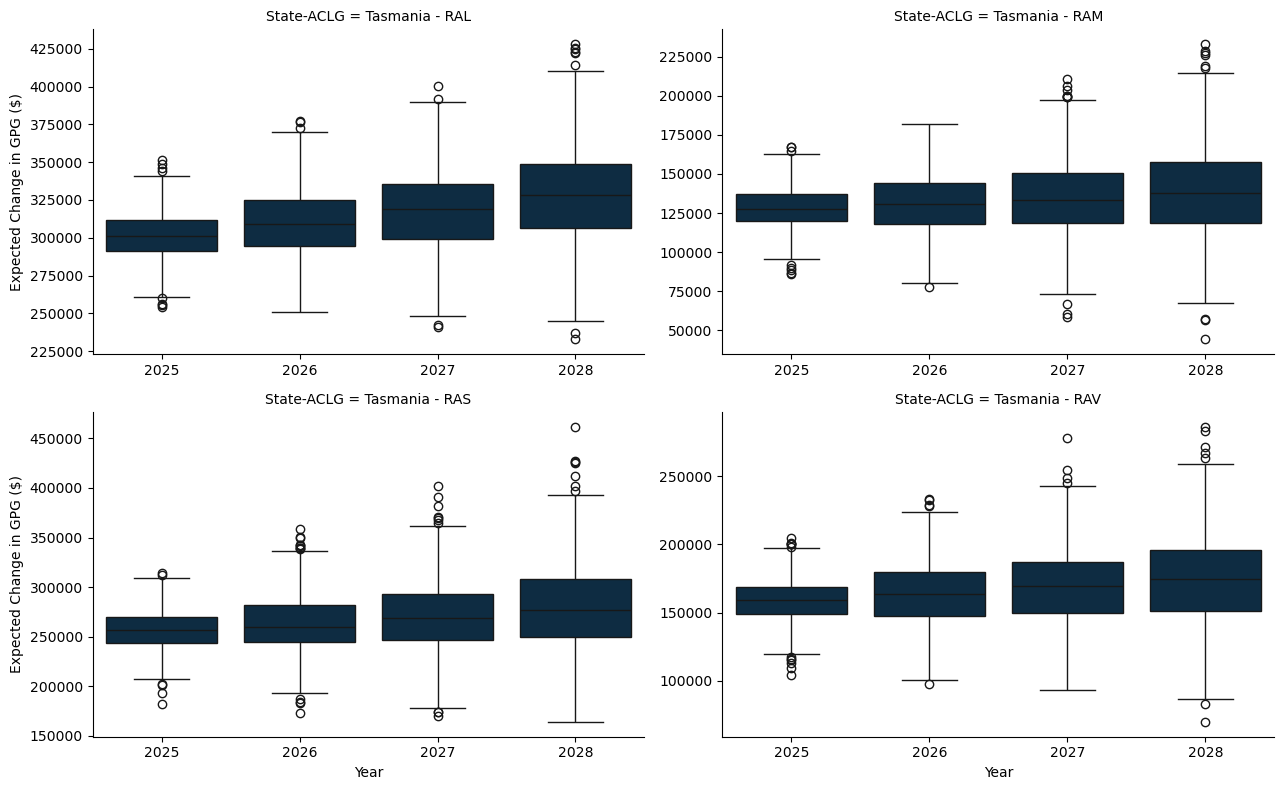 State-ACLG = Tasmania - RAL
Expected Change in GPG ($)
425000
400000
375000
350000
325000
300000
275000
250000
225000
2025 2026 2027 2028
State-ACLG = Tasmania - RAM
225000
200000
175000
150000
125000
100000
75000
50000
2025 2026 2027 2028
State-ACLG = Tasmania - RAS
Expected Change in GPG ($)
450000
400000
350000
300000
250000
200000
150000
2025 2026 2027 2028
Year
State-ACLG = Tasmania - RAV
250000
200000
150000
100000
2025 2026 2027 2028
Year